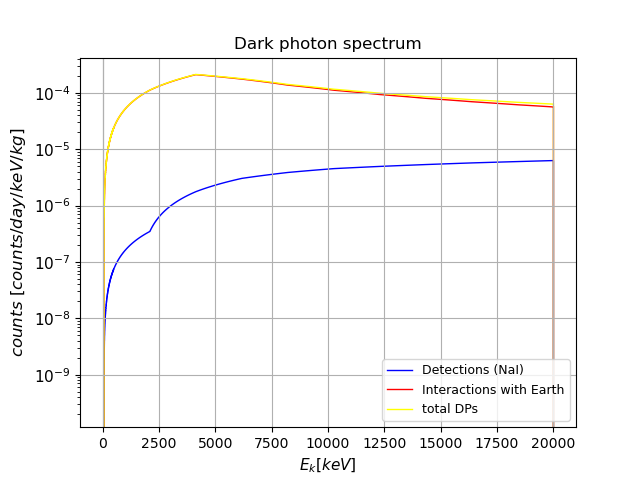 Dark photon spectrum
counts [counts/day/keV/kg]
10⁻⁴
10⁻⁵
10⁻⁶
10⁻⁷
10⁻⁸
10⁻⁹
Detections (NaI)
Interactions with Earth
total DPs
0 2500 5000 7500 10000 12500 15000 17500 20000
Eₖ[keV]